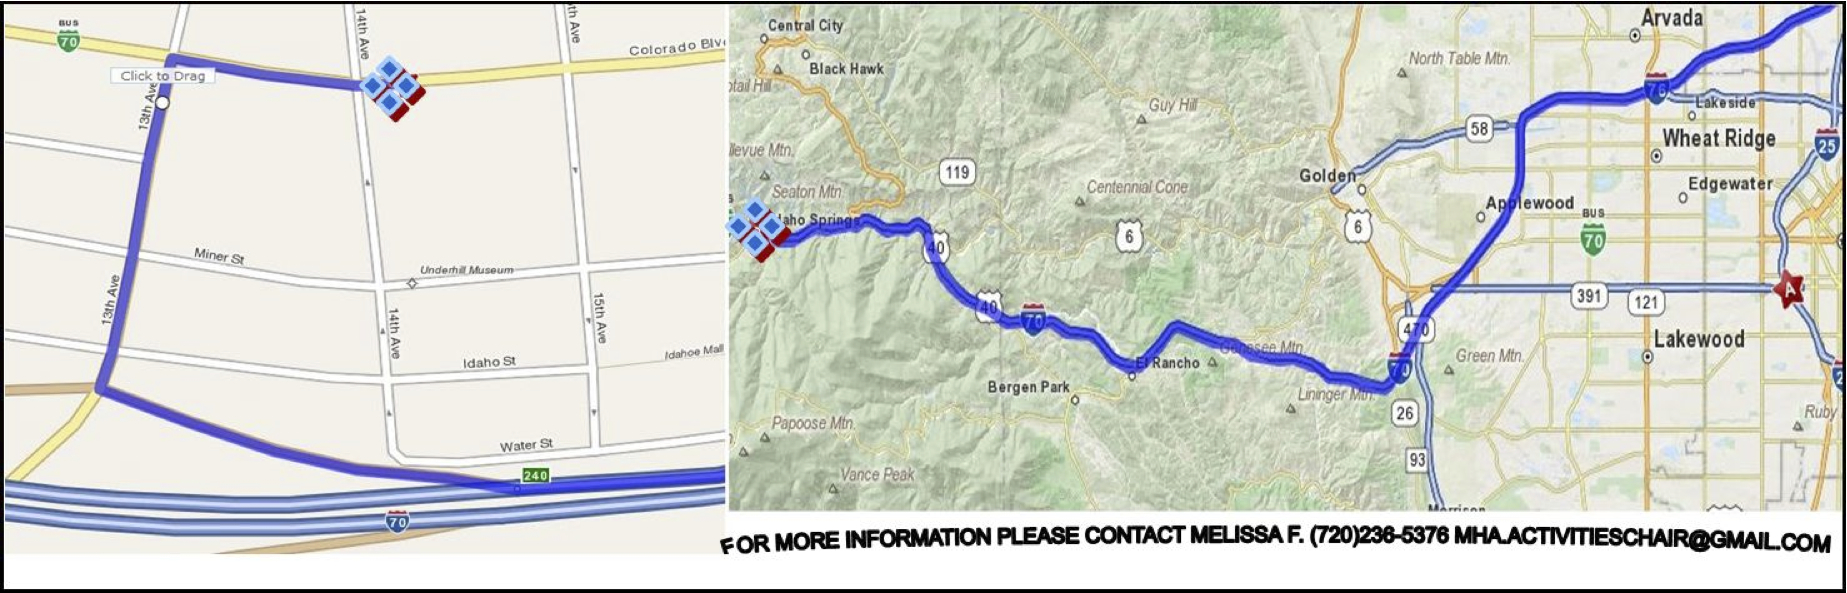 BUS
70
14th Ave
th Ave
Colorado Blv
Click to Drag
13th Ave
Miner St
Underhill Museum
13th Ave
14th Ave
15th Ave
Idaho St
Idahoe Mall
Water St
240
70
Central City
Black Hawk
otail Hill
Guy Hill
North Table Mtn.
Arvada
76
Lakeside
58
Wheat Ridge
25
llevue Mtn.
119
Seaton Mtn.
Centennial Cone
Golden
Edgewater
Applewood
daho Springs
40
6
6
BUS
70
40
70
391
121
A
470
Lakewood
El Rancho
Genesee Mtn.
Green Mtn.
70
Bergen Park
Lininger Mtn.
26
Papoose Mtn.
Ruby
93
Vance Peak
Morrison
FOR MORE INFORMATION PLEASE CONTACT MELISSA F. (720)236-5376 MHA.ACTIVITIESCHAIR@GMAIL.COM